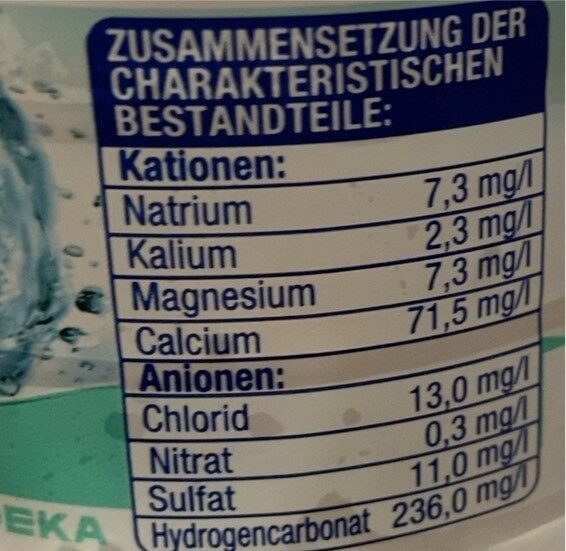 ZUSAMMENSETZUNG DER
CHARAKTERISTISCHEN
BESTANDTEILE:
Kationen:
Natrium 7,3 mg/l
Kalium 2,3 mg/l
Magnesium 7,3 mg/l
Calcium 71,5 mg/l
Anionen:
Chlorid 13,0 mg/l
Nitrat 0,3 mg/l
Sulfat 11,0 mg/l
Hydrogencarbonat 236,0 mg/l
EKA